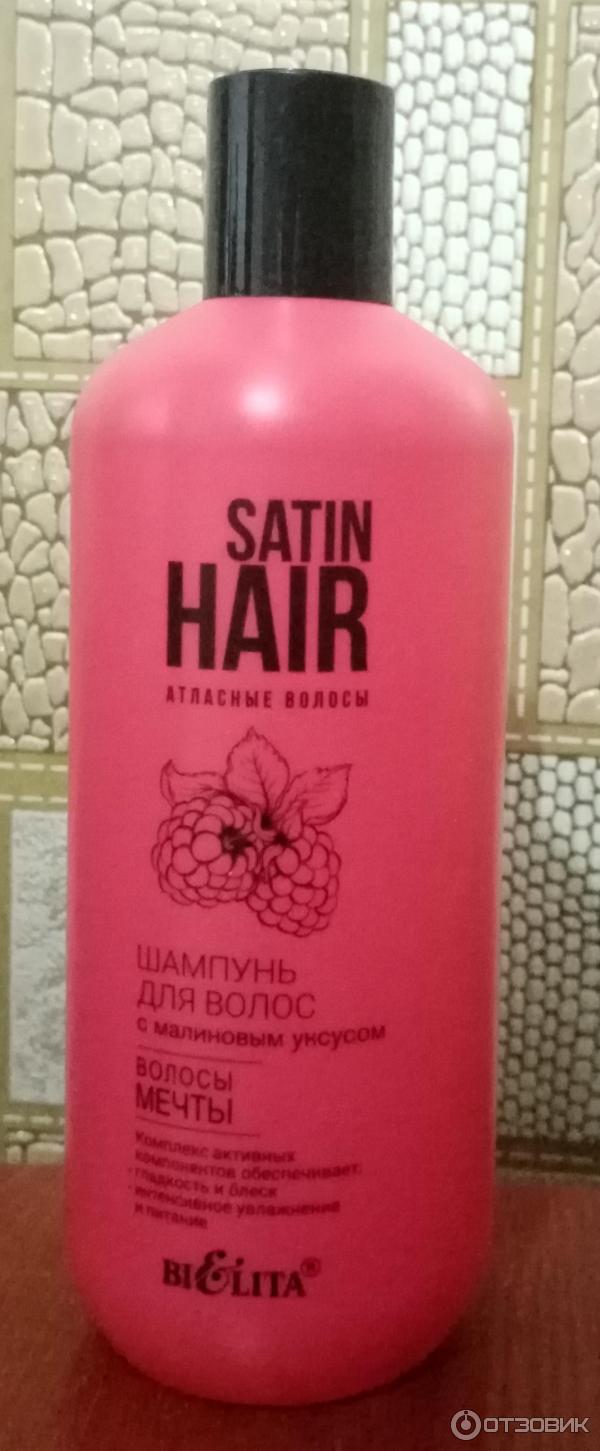 SATIN
HAIR
АТЛАСНЫЕ ВОЛОСЫ
ШАМПУНЬ
ДЛЯ ВОЛОС
с малиновым уксусом
ВОЛОСЫ
МЕЧТЫ
Комплекс активных
компонентов обеспечивает:
- гладкость и блеск
- интенсивное увлажнение
и питание
BIELITA®
ОТЗОВИК